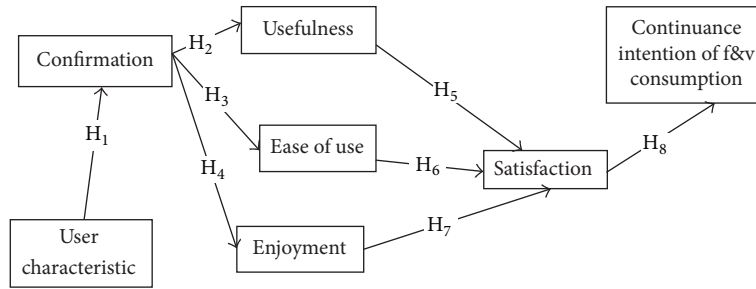 Confirmation
H₂
Usefulness
Continuance
intention of f&v
consumption
H₃
H₅
H₁
H₄
Ease of use
H₆
Satisfaction
H₈
User
characteristic
Enjoyment
H₇